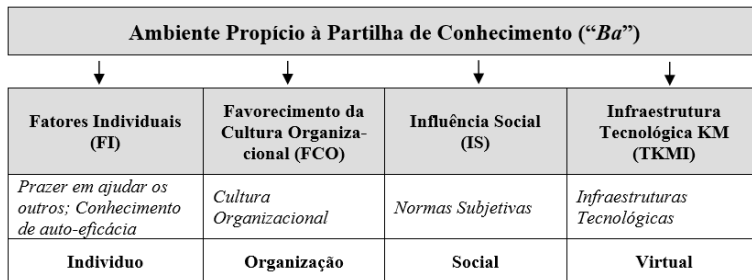 Ambiente Propício à Partilha de Conhecimento (“Ba”)
Fatores Individuais
(FI)
Favorecimento da
Cultura Organiza-
cional (FCO)
Influência Social
(IS)
Infraestrutura
Tecnológica KM
(TKMI)
Prazer em ajudar os
outros; Conhecimento
de auto-eficácia
Cultura
Organizacional
Normas Subjetivas
Infraestruturas
Tecnológicas
Individuo
Organização
Social
Virtual